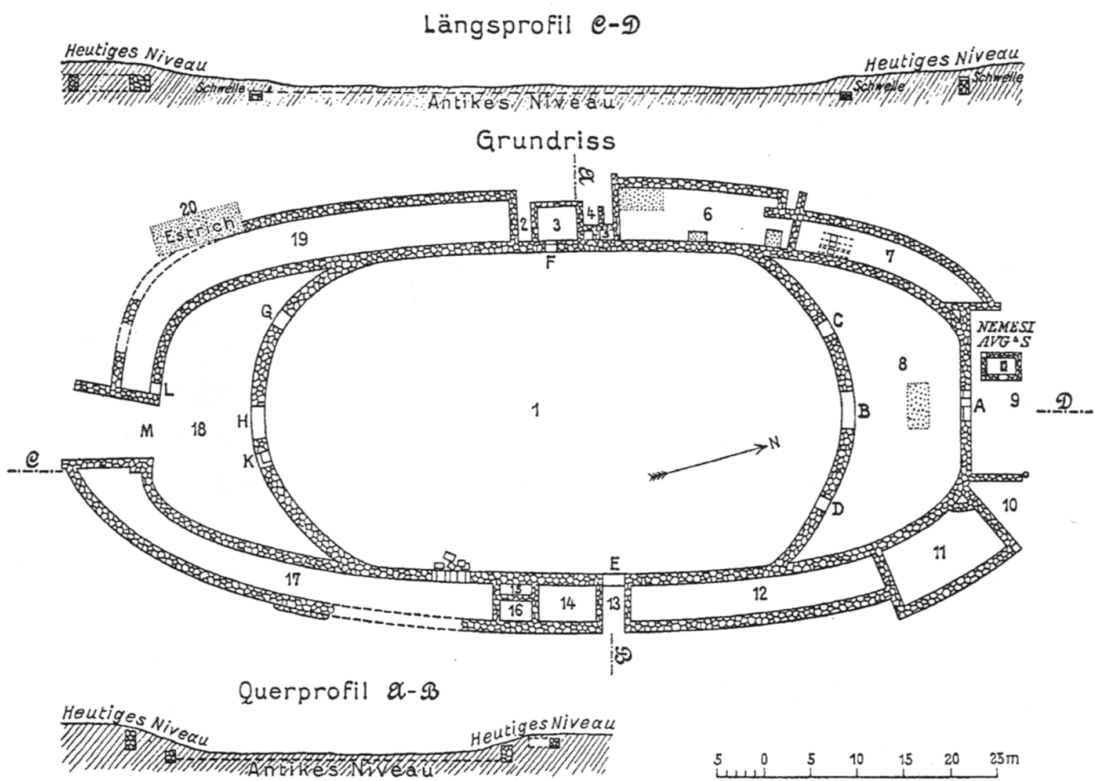 Längsprofil C-D
Heutiges Niveau
Heutiges Niveau
Schwelle
Schwelle
Schwelle
Antikes Niveau
Grundriss
A
20
Estrich
19
2
3
4
5
6
7
F
G
C
NEMESI
AVG S
8
9
L
A
D
1
B
M
18
H
K
N
C
D
10
E
11
17
15
16
14
13
12
B
Querprofil A-B
Heutiges Niveau
Heutiges Niveau
Antikes Niveau
5 0 5 10 15 20 25 m